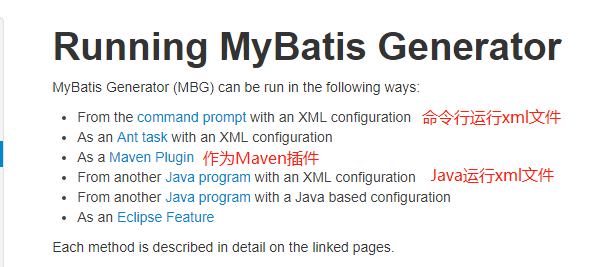 Running MyBatis Generator
MyBatis Generator (MBG) can be run in the following ways:
• From the command prompt with an XML configuration 命令行运行xml文件
• As an Ant task with an XML configuration
• As a Maven Plugin 作为Maven插件
• From another Java program with an XML configuration Java运行xml文件
• From another Java program with a Java based configuration
• As an Eclipse Feature
Each method is described in detail on the linked pages.